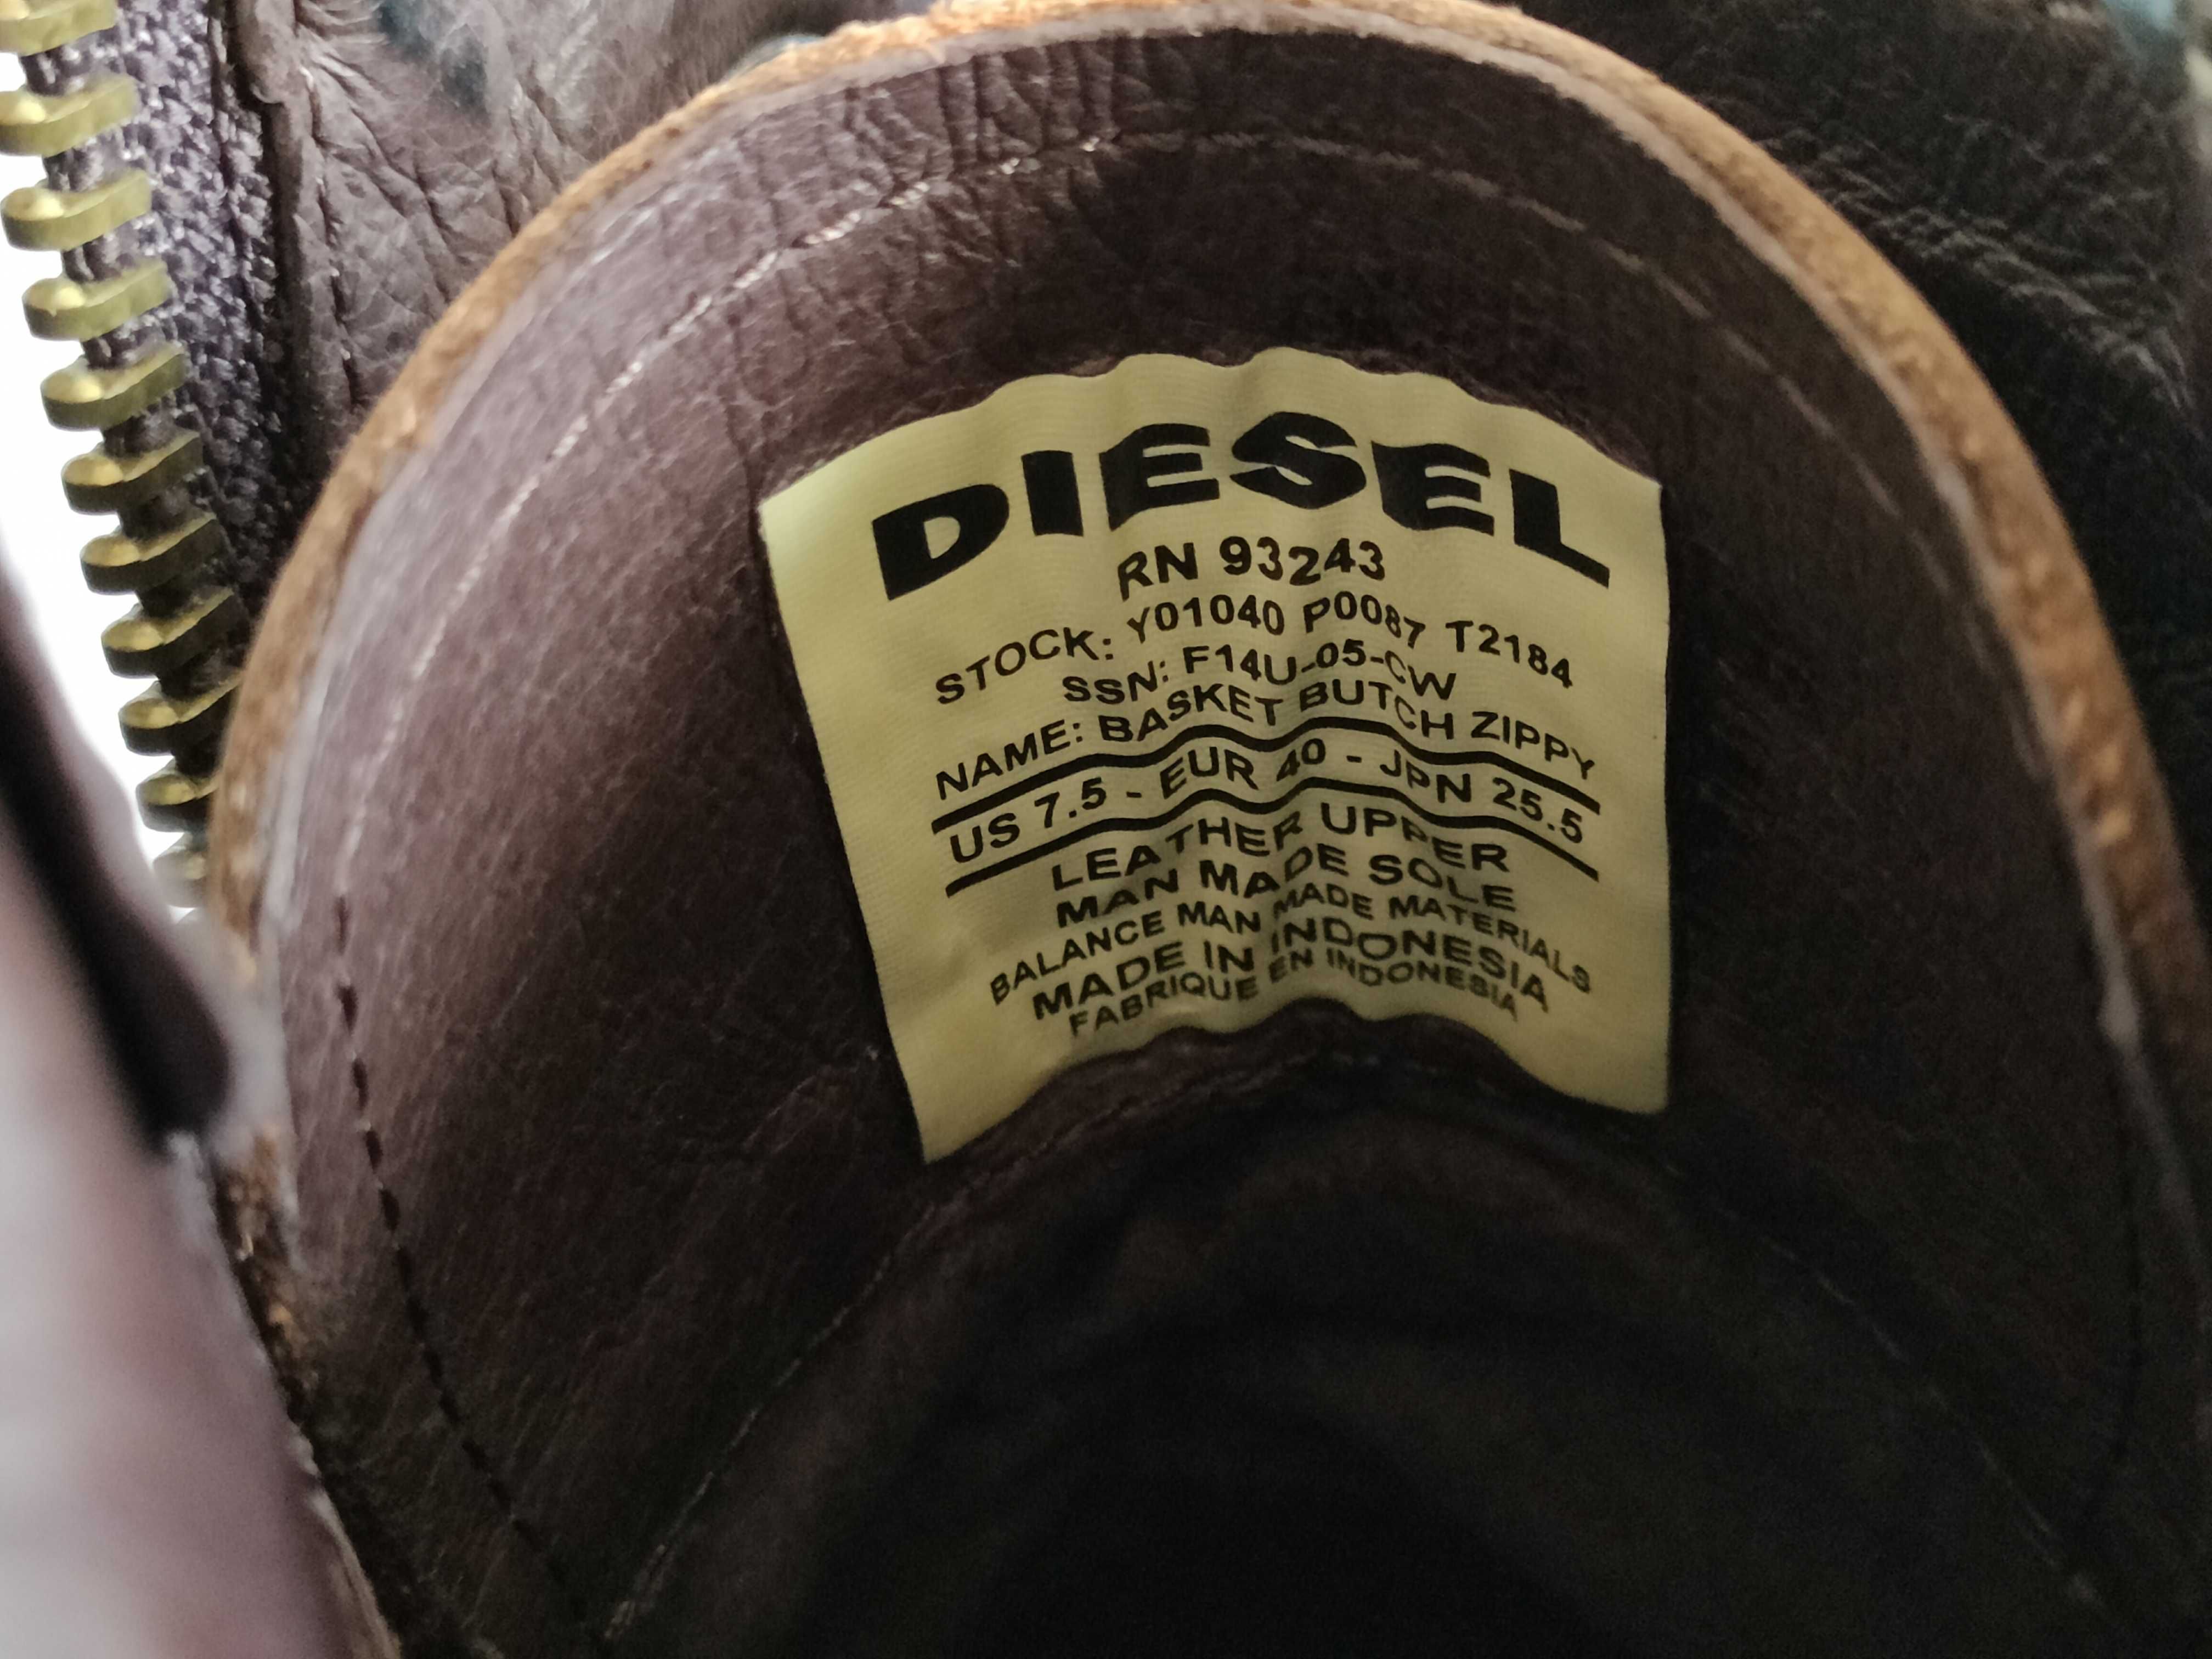 DIESEL
RN 93243
STOCK: Y01040 P0087 T2184
SSN: F14U-05-CW
NAME: BASKET BUTCH ZIPPY
US 7.5 - EUR 40 - JPN 25.5
LEATHER UPPER
MAN MADE SOLE
BALANCE MAN MADE MATERIALS
MADE IN INDONESIA
FABRIQUE EN INDONESIA